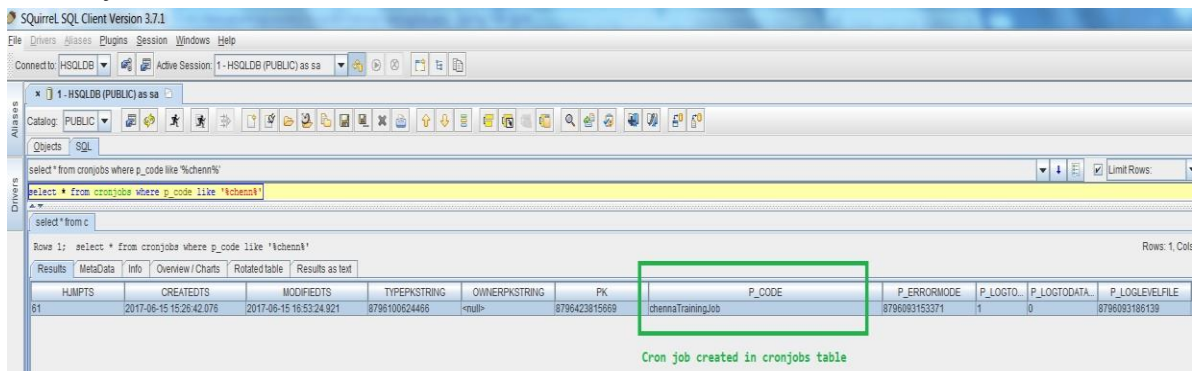 SQuirreL SQL Client Version 3.7.1
File Drivers Aliases Plugins Session Windows Help
Connect to: HSQLDB Active Session: 1 - HSQLDB (PUBLIC) as sa
1 - HSQLDB (PUBLIC) as sa
Catalog: PUBLIC
Aliases
Objects SQL
select * from cronjobs where p_code like '%chenn%' Limit Rows:
Drivers
select * from cronjobs where p_code like '%chenn%'
select * from c
Rows 1; select * from cronjobs where p_code like '%chenn%' Rows: 1, Cols
Results MetaData Info Overview / Charts Rotated table Results as text
HJMPTS CREATEDTS MODIFIEDTS TYPEPKSTRING OWNERPKSTRING PK P_CODE P_ERRORMODE P_LOGTO... P_LOGTODATA... P_LOGLEVELFILE
61 2017-06-15 15:26:42.076 2017-06-15 16:53:24.921 8796100624466 <null> 8796423815669 chennaTrainingJob 8796093153371 1 0 8796093186139
Cron job created in cronjobs table